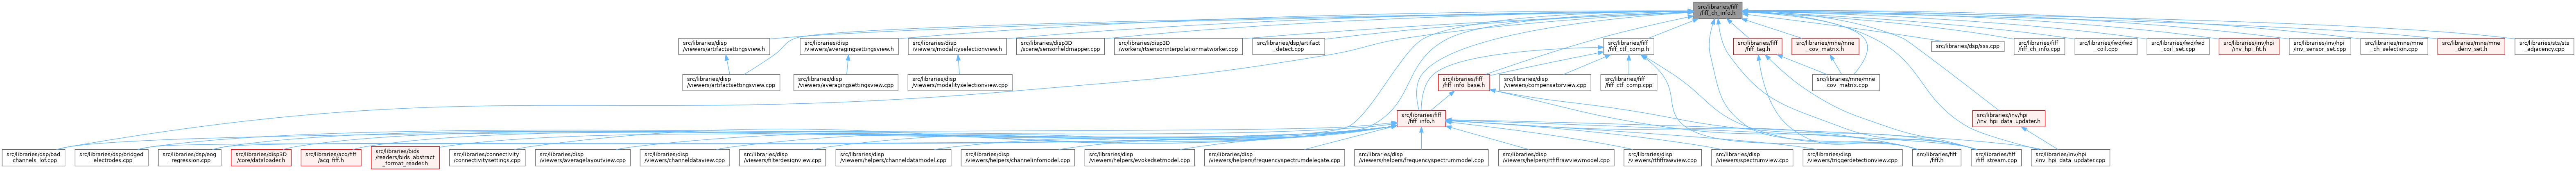 src/libraries/fiff
/fiff_ch_info.h
src/libraries/disp
/viewers/artifactsettingsview.h
src/libraries/disp
/viewers/averagingsettingsview.h
src/libraries/disp
/viewers/modalityselectionview.h
src/libraries/disp3D
/scene/sensorfieldmapper.cpp
src/libraries/disp3D
/workers/rtsensorinterpolationmatworker.cpp
src/libraries/dsp/artifact
_detect.cpp
src/libraries/fiff
/fiff_ctf_comp.h
src/libraries/fiff
/fiff_tag.h
src/libraries/mne/mne
_cov_matrix.h
src/libraries/dsp/sss.cpp
src/libraries/fiff
/fiff_ch_info.cpp
src/libraries/fwd/fwd
_coil.cpp
src/libraries/fwd/fwd
_coil_set.cpp
src/libraries/inv/hpi
/inv_hpi_fit.h
src/libraries/inv/hpi
/inv_sensor_set.cpp
src/libraries/mne/mne
_ch_selection.cpp
src/libraries/mne/mne
_deriv_set.h
src/libraries/sts/sts
_adjacency.cpp
src/libraries/disp
/viewers/artifactsettingsview.cpp
src/libraries/disp
/viewers/averagingsettingsview.cpp
src/libraries/disp
/viewers/modalityselectionview.cpp
src/libraries/fiff
/fiff_info_base.h
src/libraries/disp
/viewers/compensatorview.cpp
src/libraries/fiff
/fiff_ctf_comp.cpp
src/libraries/mne/mne
_cov_matrix.cpp
src/libraries/fiff
/fiff_info.h
src/libraries/inv/hpi
/inv_hpi_data_updater.h
src/libraries/dsp/bad
_channels_lof.cpp
src/libraries/dsp/bridged
_electrodes.cpp
src/libraries/dsp/eog
_regression.cpp
src/libraries/disp3D
/core/dataloader.h
src/libraries/acq/fiff
/acq_fiff.h
src/libraries/bids
/readers/bids_abstract
_format_reader.h
src/libraries/connectivity
/connectivitysettings.cpp
src/libraries/disp
/viewers/averagelayoutview.cpp
src/libraries/disp
/viewers/channeldataview.cpp
src/libraries/disp
/viewers/filterdesignview.cpp
src/libraries/disp
/viewers/helpers/channeldatamodel.cpp
src/libraries/disp
/viewers/helpers/channelinfomodel.cpp
src/libraries/disp
/viewers/helpers/evokedsetmodel.cpp
src/libraries/disp
/viewers/helpers/frequencyspectrumdelegate.cpp
src/libraries/disp
/viewers/helpers/frequencyspectrummodel.cpp
src/libraries/disp
/viewers/helpers/rtfiffrawviewmodel.cpp
src/libraries/disp
/viewers/rtfiffrawview.cpp
src/libraries/disp
/viewers/spectrumview.cpp
src/libraries/disp
/viewers/triggerdetectionview.cpp
src/libraries/fiff
/fiff.h
src/libraries/fiff
/fiff_stream.cpp
src/libraries/inv/hpi
/inv_hpi_data_updater.cpp